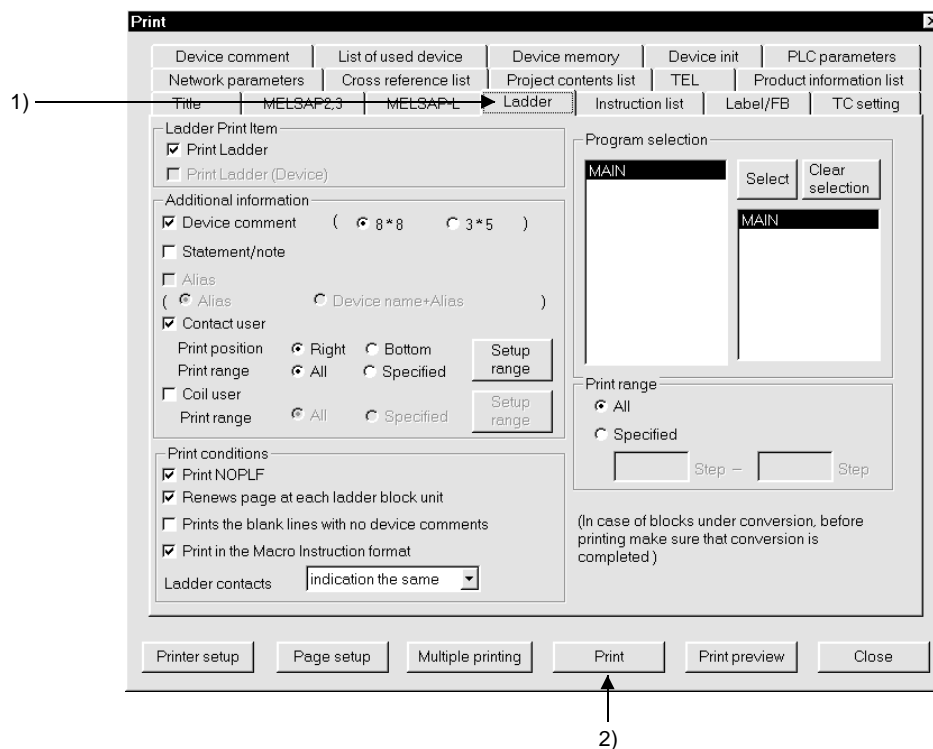 Print
Device comment List of used device Device memory Device init PLC parameters
Network parameters Cross reference list Project contents list TEL Product information list
1) Title MELSAP2,3 MELSAP-L Ladder Instruction list Label/FB TC setting
Ladder Print Item
Print Ladder
Print Ladder (Device)
Additional information
Device comment ( 8*8 3*5 )
Statement/note
Alias
( Alias Device name+Alias )
Contact user
Print position Right Bottom
Print range All Specified
Setup
range
Coil user
Print range All Specified
Setup
range
Print conditions
Print NOPLF
Renews page at each ladder block unit
Prints the blank lines with no device comments
Print in the Macro Instruction format
Ladder contacts indication the same
Program selection
MAIN
Select
Clear
selection
MAIN
Print range
All
Specified
Step – Step
(In case of blocks under conversion, before
printing make sure that conversion is
completed )
Printer setup Page setup Multiple printing Print Print preview Close
2)